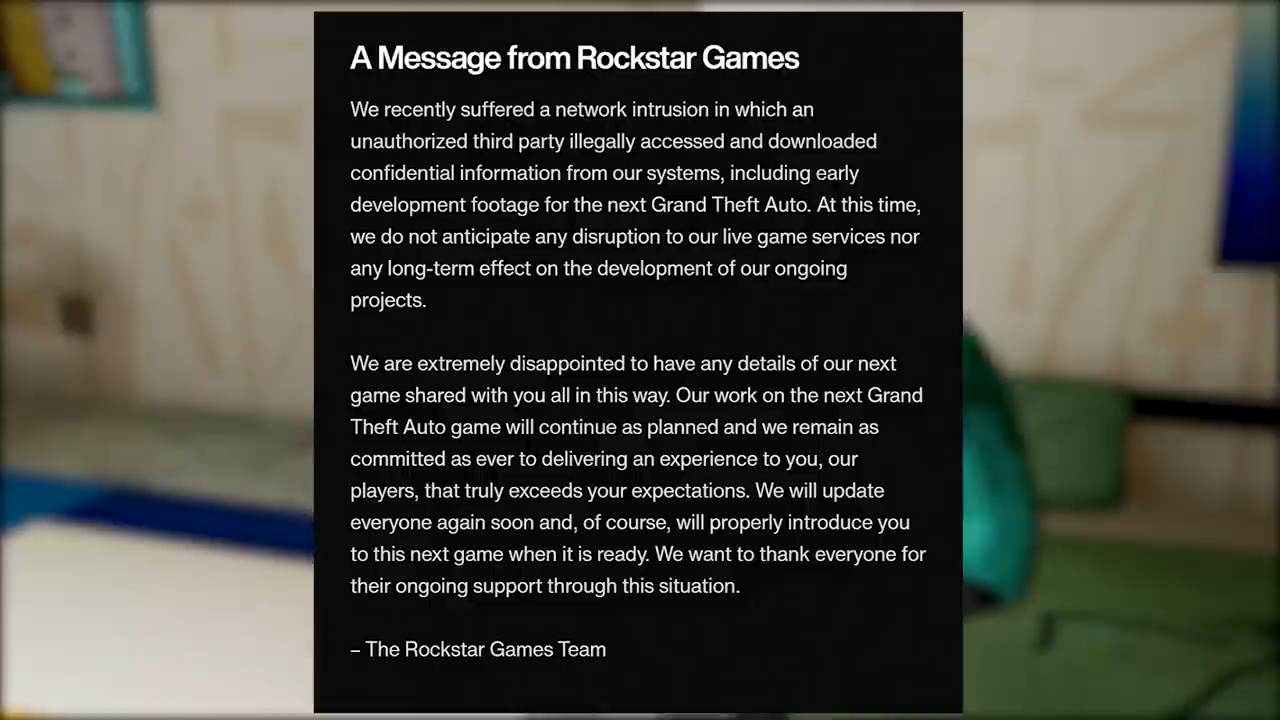 A Message from Rockstar Games
We recently suffered a network intrusion in which an
unauthorized third party illegally accessed and downloaded
confidential information from our systems, including early
development footage for the next Grand Theft Auto. At this time,
we do not anticipate any disruption to our live game services nor
any long-term effect on the development of our ongoing
projects.
We are extremely disappointed to have any details of our next
game shared with you all in this way. Our work on the next Grand
Theft Auto game will continue as planned and we remain as
committed as ever to delivering an experience to you, our
players, that truly exceeds your expectations. We will update
everyone again soon and, of course, will properly introduce you
to this next game when it is ready. We want to thank everyone for
their ongoing support through this situation.
– The Rockstar Games Team